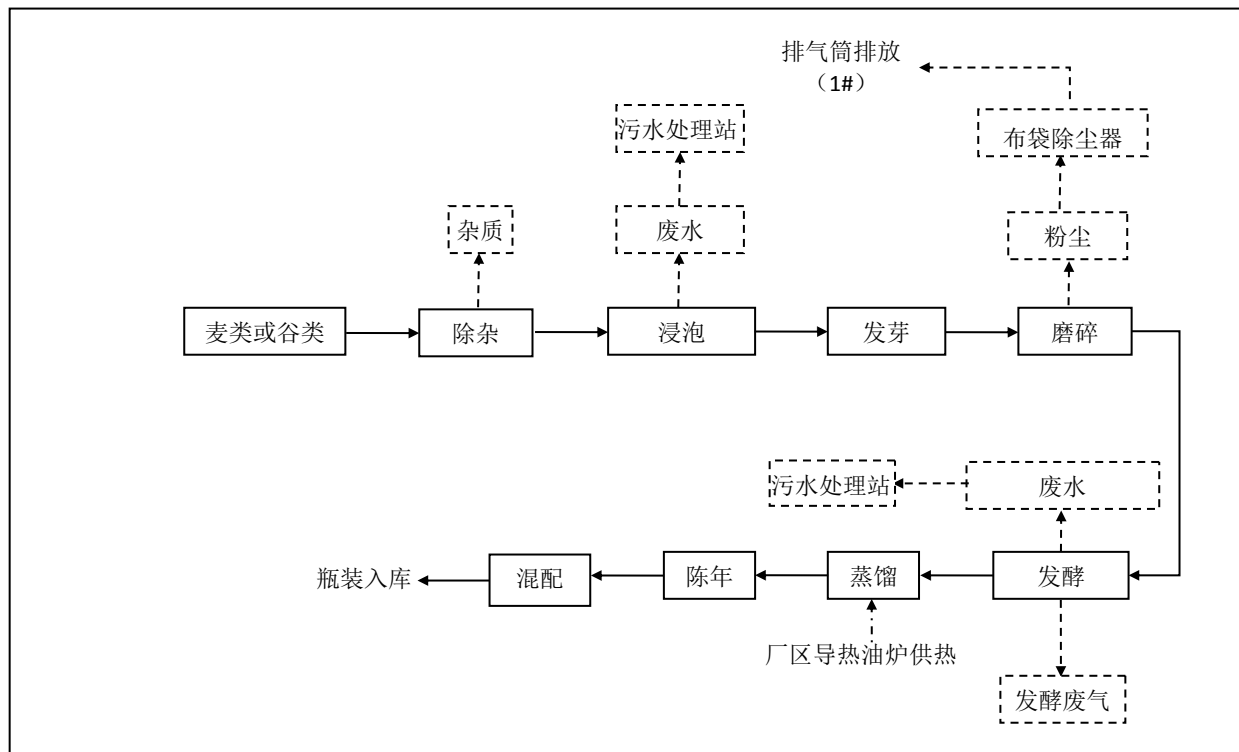 排气筒排放
（1#）
污水处理站
布袋除尘器
杂质
废水
粉尘
麦类或谷类
除杂
浸泡
发芽
磨碎
污水处理站
废水
瓶装入库
混配
陈年
蒸馏
发酵
厂区导热油炉供热
发酵废气